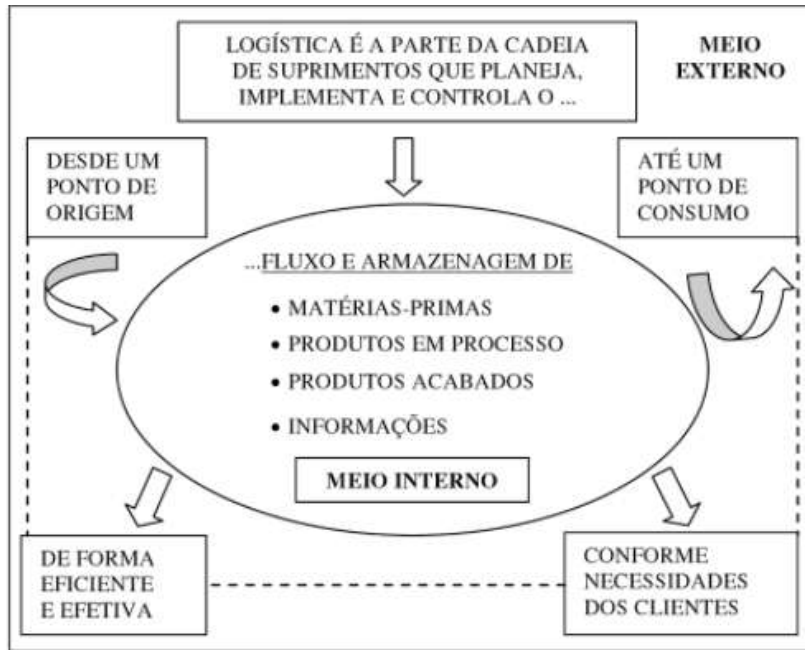 LOGÍSTICA É A PARTE DA CADEIA
DE SUPRIMENTOS QUE PLANEJA,
IMPLEMENTA E CONTROLA O ...
MEIO
EXTERNO
DESDE UM
PONTO DE
ORIGEM
ATÉ UM
PONTO DE
CONSUMO
...FLUXO E ARMAZENAGEM DE
• MATÉRIAS-PRIMAS
• PRODUTOS EM PROCESSO
• PRODUTOS ACABADOS
• INFORMAÇÕES
MEIO INTERNO
DE FORMA
EFICIENTE
E EFETIVA
CONFORME
NECESSIDADES
DOS CLIENTES